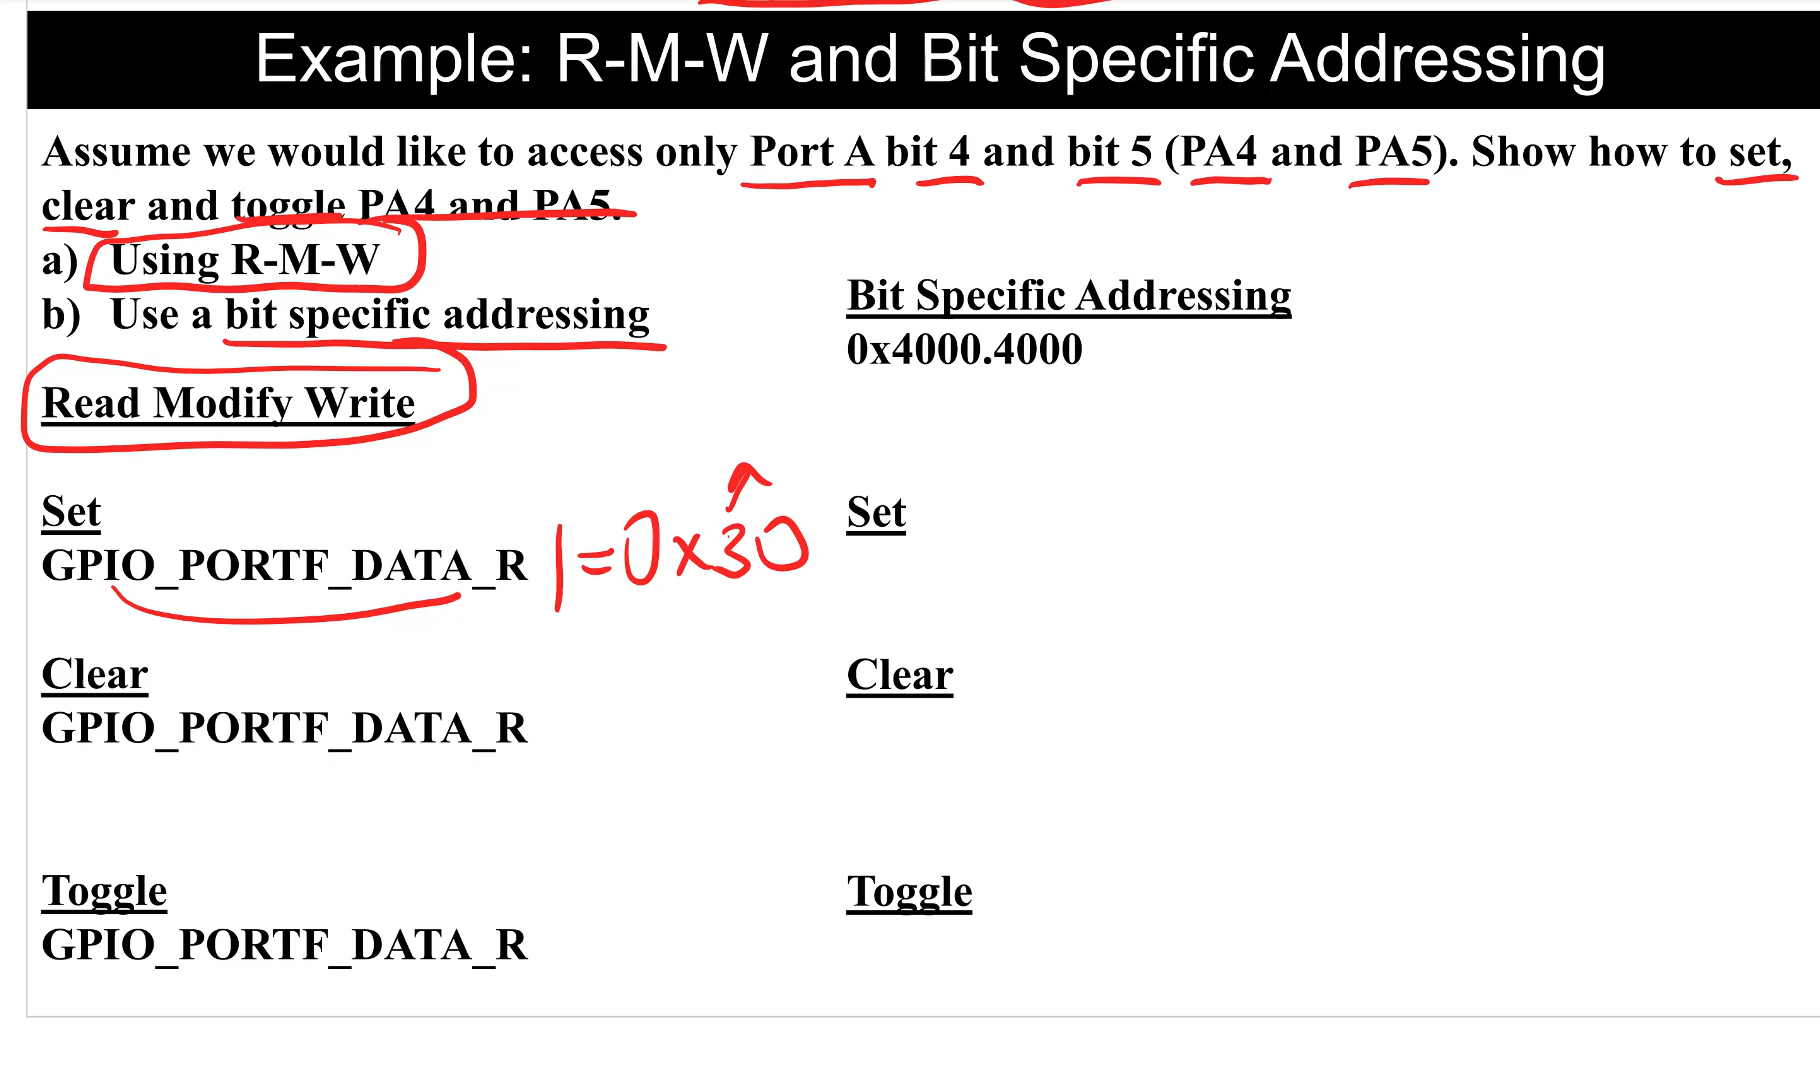 Example: R-M-W and Bit Specific Addressing
Assume we would like to access only Port A bit 4 and bit 5 (PA4 and PA5). Show how to set,
clear and toggle PA4 and PA5.
a) Using R-M-W
b) Use a bit specific addressing
Read Modify Write
Set
GPIO_PORTF_DATA_R |=0x30
Clear
GPIO_PORTF_DATA_R
Toggle
GPIO_PORTF_DATA_R
Bit Specific Addressing
0x4000.4000
Set
Clear
Toggle